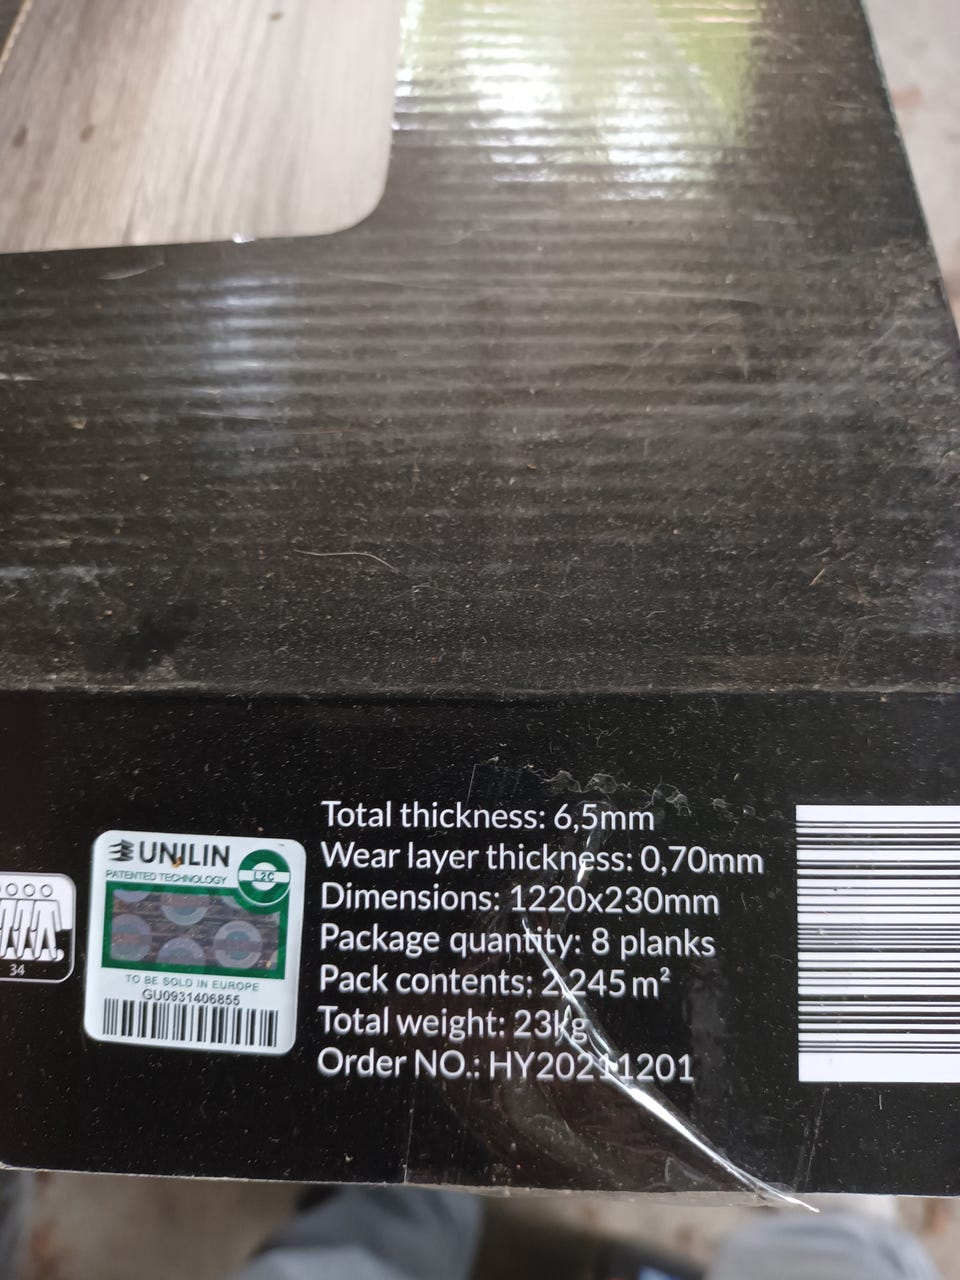 Total thickness: 6,5mm
Wear layer thickness: 0,70mm
Dimensions: 1220x230mm
Package quantity: 8 planks
Pack contents: 2,245 m²
Total weight: 23kg
Order NO.: HY20211201
UNILIN
PATENTED TECHNOLOGY
L2C
TO BE SOLD IN EUROPE
GU0931406855
34